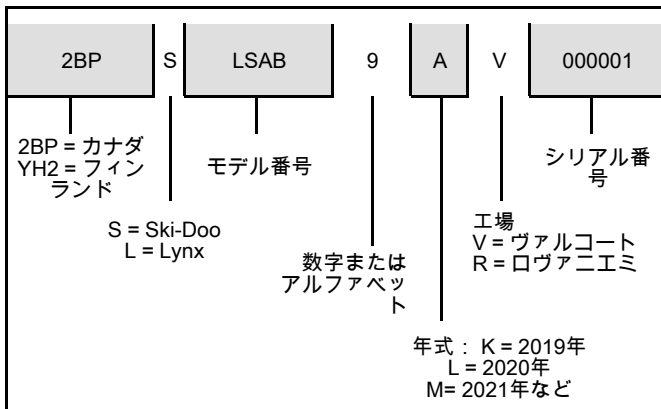 2BP S LSAB 9 A V 000001
2BP = カナダ
YH2 = フィン
ランド
モデル番号
シリアル番
号
S = Ski-Doo
L = Lynx
工場
V = ヴァルコート
R = ロヴァニエミ
数字または
アルファベッ
ト
年式： K = 2019年
L = 2020年
M= 2021年など